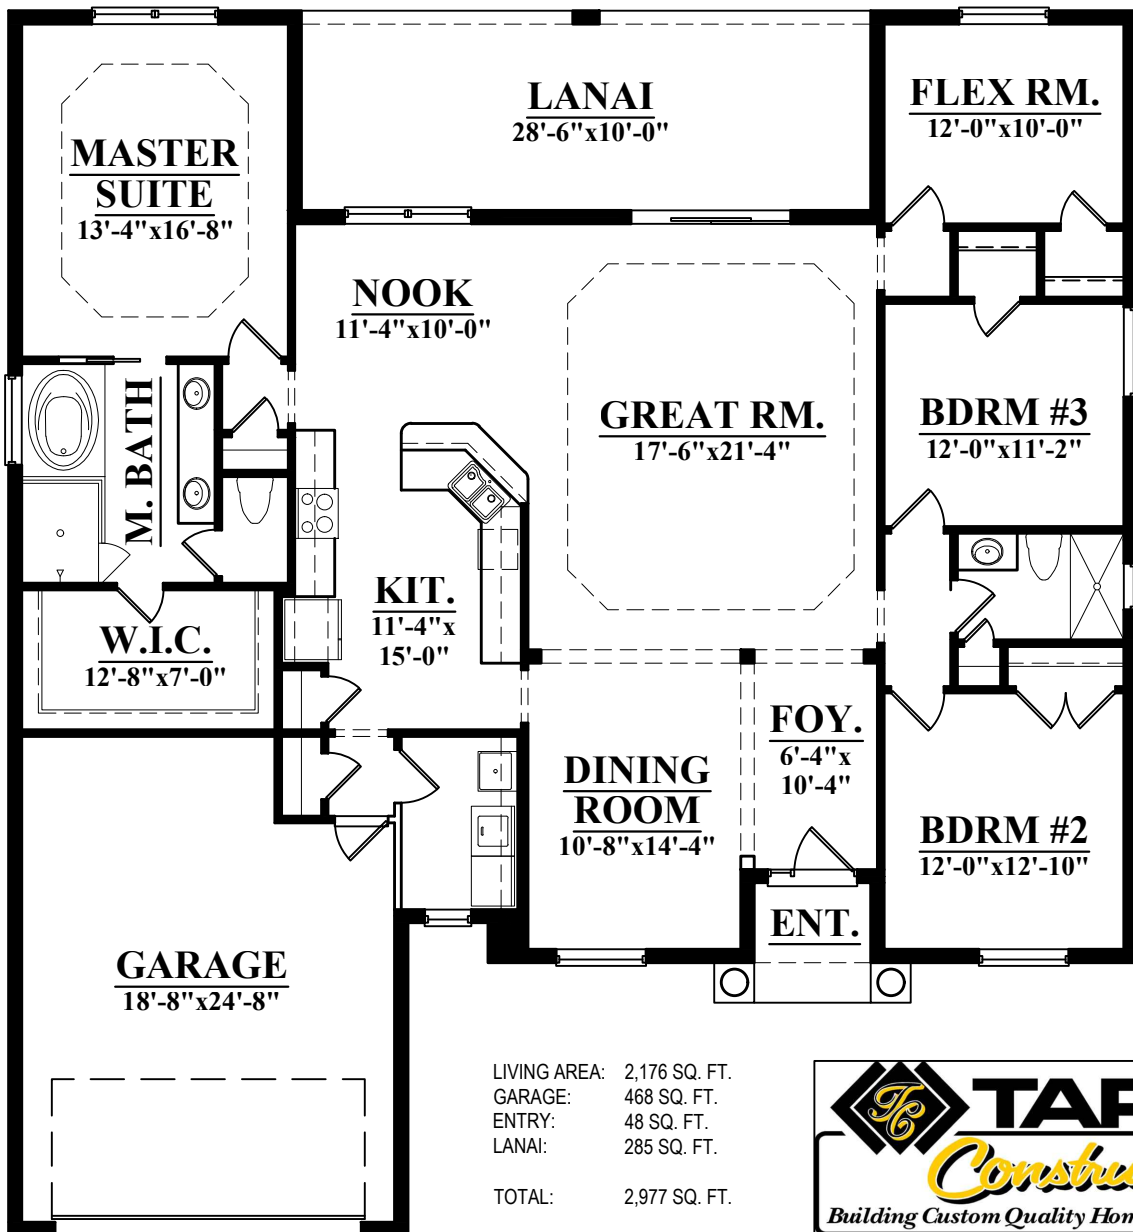 LANAI
28'-6"x10'-0"
FLEX RM.
12'-0"x10'-0"
MASTER
SUITE
13'-4"x16'-8"
NOOK
11'-4"x10'-0"
GREAT RM.
17'-6"x21'-4"
BDRM #3
12'-0"x11'-2"
M. BATH
KIT.
11'-4"x
15'-0"
W.I.C.
12'-8"x7'-0"
FOY.
6'-4"x
10'-4"
DINING
ROOM
10'-8"x14'-4"
BDRM #2
12'-0"x12'-10"
ENT.
GARAGE
18'-8"x24'-8"
LIVING AREA: 2,176 SQ. FT.
GARAGE: 468 SQ. FT.
ENTRY: 48 SQ. FT.
LANAI: 285 SQ. FT.
TOTAL: 2,977 SQ. FT.
TC
Building Custom Quality